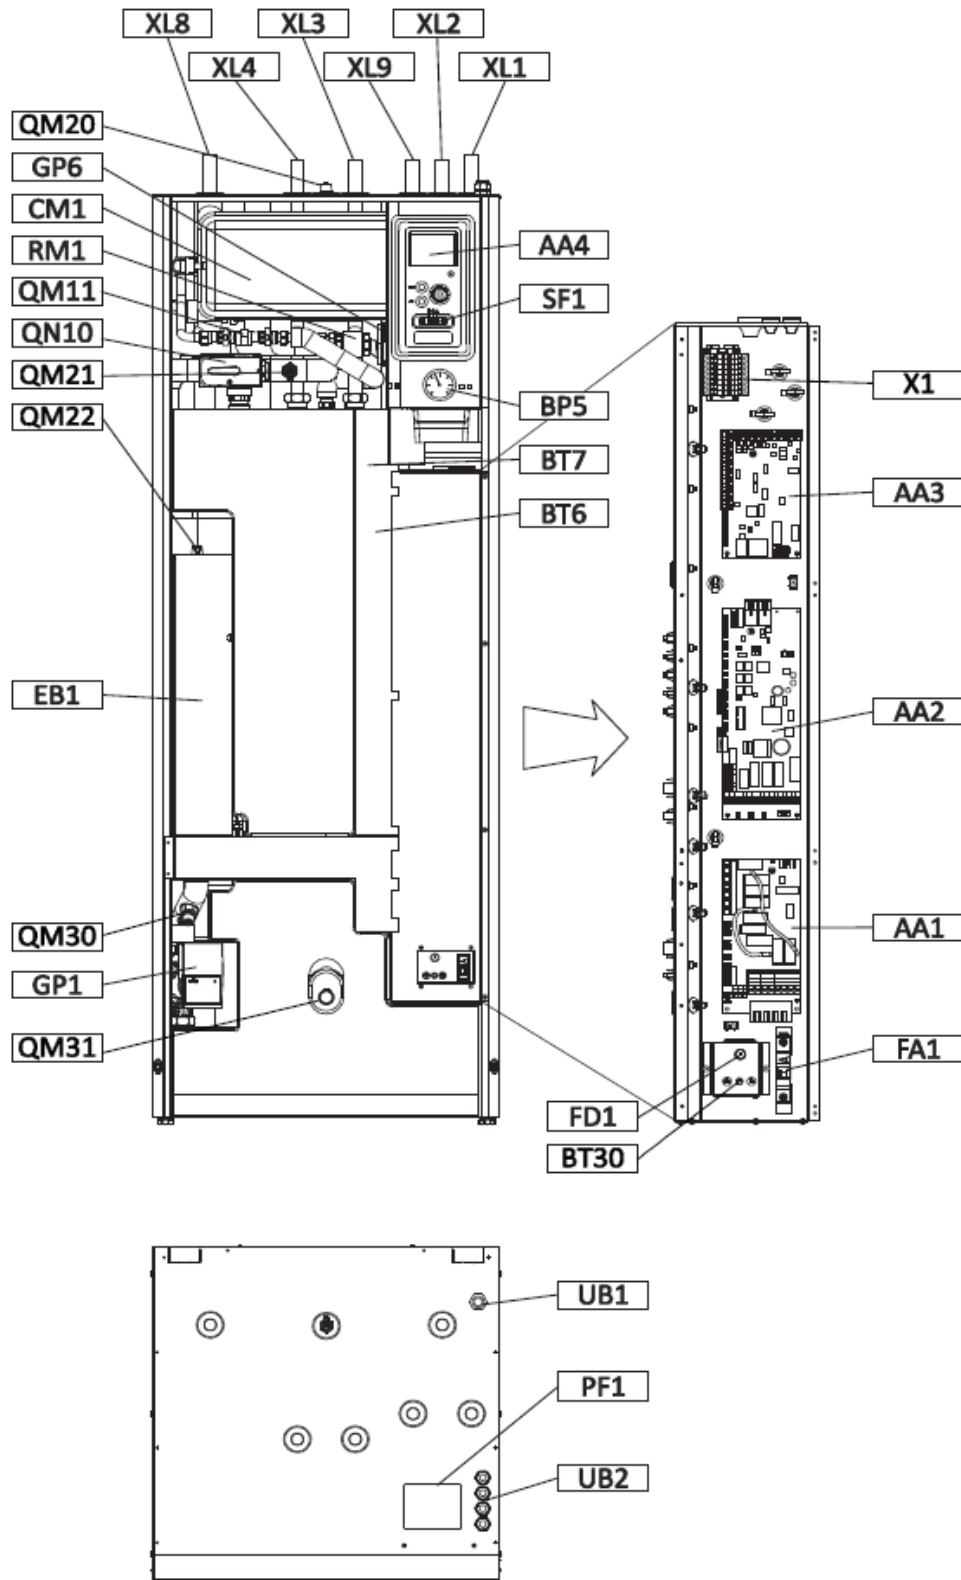 XL8
XL3
XL2
XL4
XL9
XL1
QM20
GP6
CM1
RM1
QM11
QN10
QM21
QM22
AA4
SF1
BP5
BT7
BT6
X1
AA3
EB1
AA2
QM30
GP1
QM31
AA1
FA1
FD1
BT30
UB1
PF1
UB2